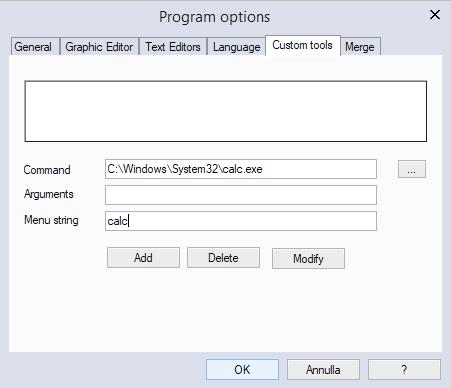 Program options
General Graphic Editor Text Editors Language Custom tools Merge
Command C:\Windows\System32\calc.exe ...
Arguments
Menu string calc
Add Delete Modify
OK Annulla ?